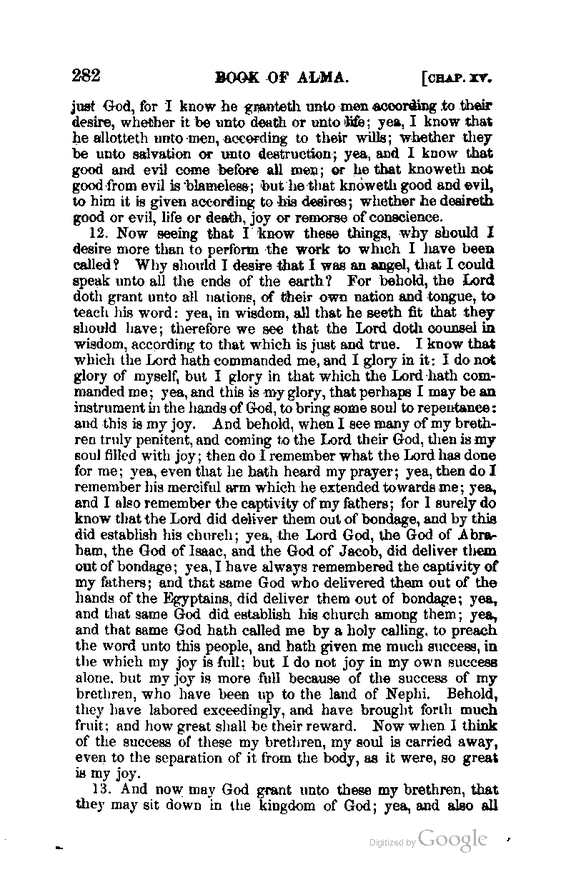 282 BOOK OF ALMA. [CHAP. XV.
just God, for I know he granteth unto men according to their
desire, whether it be unto death or unto life; yea, I know that
he allotteth unto men, according to their wills; whether they
be unto salvation or unto destruction; yea, and I know that
good and evil come before all men; or he that knoweth not
good from evil is blameless; but he that knoweth good and evil,
to him it is given according to his desires; whether he desireth
good or evil, life or death, joy or remorse of conscience.
12. Now seeing that I know these things, why should I
desire more than to perform the work to which I have been
called? Why should I desire that I was an angel, that I could
speak unto all the ends of the earth? For behold, the Lord
doth grant unto all nations, of their own nation and tongue, to
teach his word: yea, in wisdom, all that he seeth fit that they
should have; therefore we see that the Lord doth counsel in
wisdom, according to that which is just and true. I know that
which the Lord hath commanded me, and I glory in it: I do not
glory of myself, but I glory in that which the Lord hath com-
manded me; yea, and this is my glory, that perhaps I may be an
instrument in the hands of God, to bring some soul to repentance:
and this is my joy. And behold, when I see many of my breth-
ren truly penitent, and coming to the Lord their God, then is my
soul filled with joy; then do I remember what the Lord has done
for me; yea, even that he hath heard my prayer; yea, then do I
remember his merciful arm which he extended towards me; yea,
and I also remember the captivity of my fathers; for I surely do
know that the Lord did deliver them out of bondage, and by this
did establish his church; yea, the Lord God, the God of Abra-
ham, the God of Isaac, and the God of Jacob, did deliver them
out of bondage; yea, I have always remembered the captivity of
my fathers; and that same God who delivered them out of the
hands of the Egyptains, did deliver them out of bondage; yea,
and that same God did establish his church among them; yea,
and that same God hath called me by a holy calling, to preach
the word unto this people, and hath given me much success, in
the which my joy is full; but I do not joy in my own success
alone, but my joy is more full because of the success of my
brethren, who have been up to the land of Nephi. Behold,
they have labored exceedingly, and have brought forth much
fruit; and how great shall be their reward. Now when I think
of the success of these my brethren, my soul is carried away,
even to the separation of it from the body, as it were, so great
is my joy.
13. And now may God grant unto these my brethren, that
they may sit down in the kingdom of God; yea, and also all
Digitized by Google